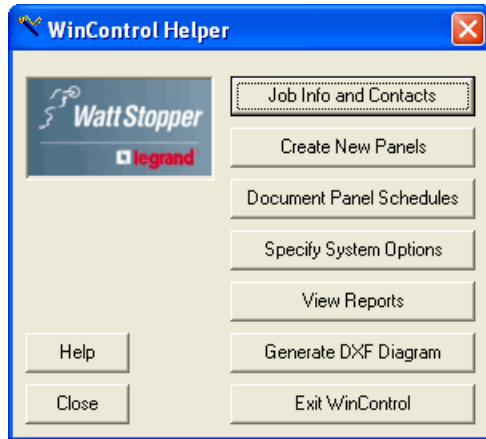 WinControl Helper
Watt Stopper
legrand
Job Info and Contacts
Create New Panels
Document Panel Schedules
Specify System Options
View Reports
Help
Generate DXF Diagram
Close
Exit WinControl